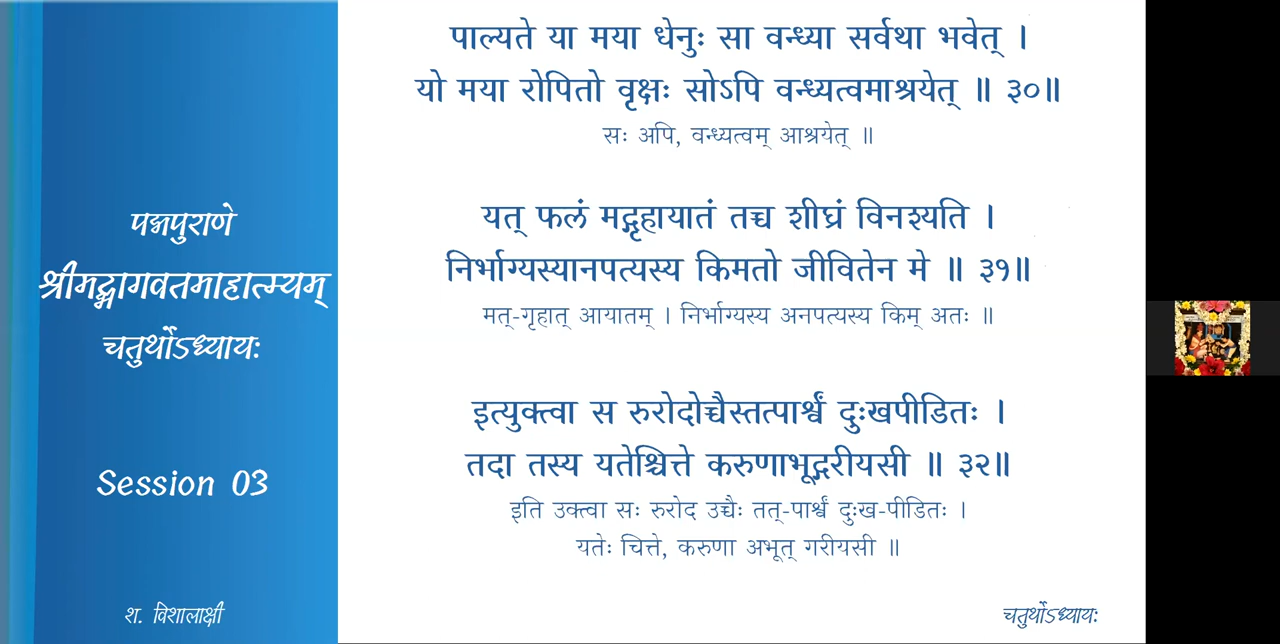 पद्मपुराणे
श्रीमद्भागवतमाहात्म्यम्
चतुर्थोऽध्यायः
Session 03
श. विशालाक्षी
पाल्यते या मया धेनुः सा वन्ध्या सर्वथा भवेत् ।
यो मया रोपितो वृक्षः सोऽपि वन्ध्यत्वमाश्रयेत् ॥ ३०॥
सः अपि, वन्ध्यत्वम् आश्रयेत् ॥
यत् फलं मद्गृहायातं तच्च शीघ्रं विनश्यति ।
निर्भाग्यस्यानपत्यस्य किमतो जीवितेन मे ॥ ३१॥
मत्-गृहात् आयातम् । निर्भाग्यस्य अनपत्यस्य किम् अतः ॥
इत्युक्त्वा स रुरोदोच्चैस्तत्पार्श्वं दुःखपीडितः ।
तदा तस्य यतेश्चित्ते करुणाभूद्गरीयसी ॥ ३२॥
इति उक्त्वा सः रुरोद उच्चैः तत्-पार्श्वं दुःख-पीडितः ।
यतेः चित्ते, करुणा अभूत् गरीयसी ॥
चतुर्थोऽध्यायः